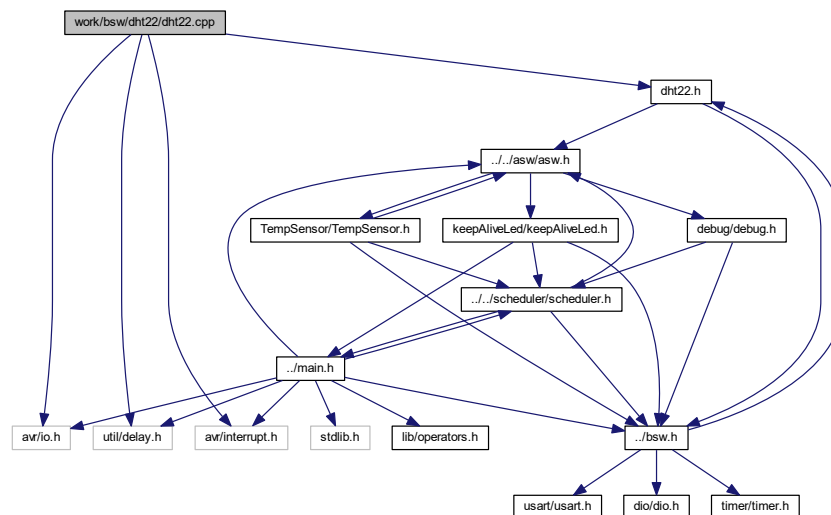 work/bsw/dht22/dht22.cpp
dht22.h
../../asw/asw.h
TempSensor/TempSensor.h
keepAliveLed/keepAliveLed.h
debug/debug.h
../../scheduler/scheduler.h
../main.h
avr/io.h
util/delay.h
avr/interrupt.h
stdlib.h
lib/operators.h
../bsw.h
usart/usart.h
dio/dio.h
timer/timer.h